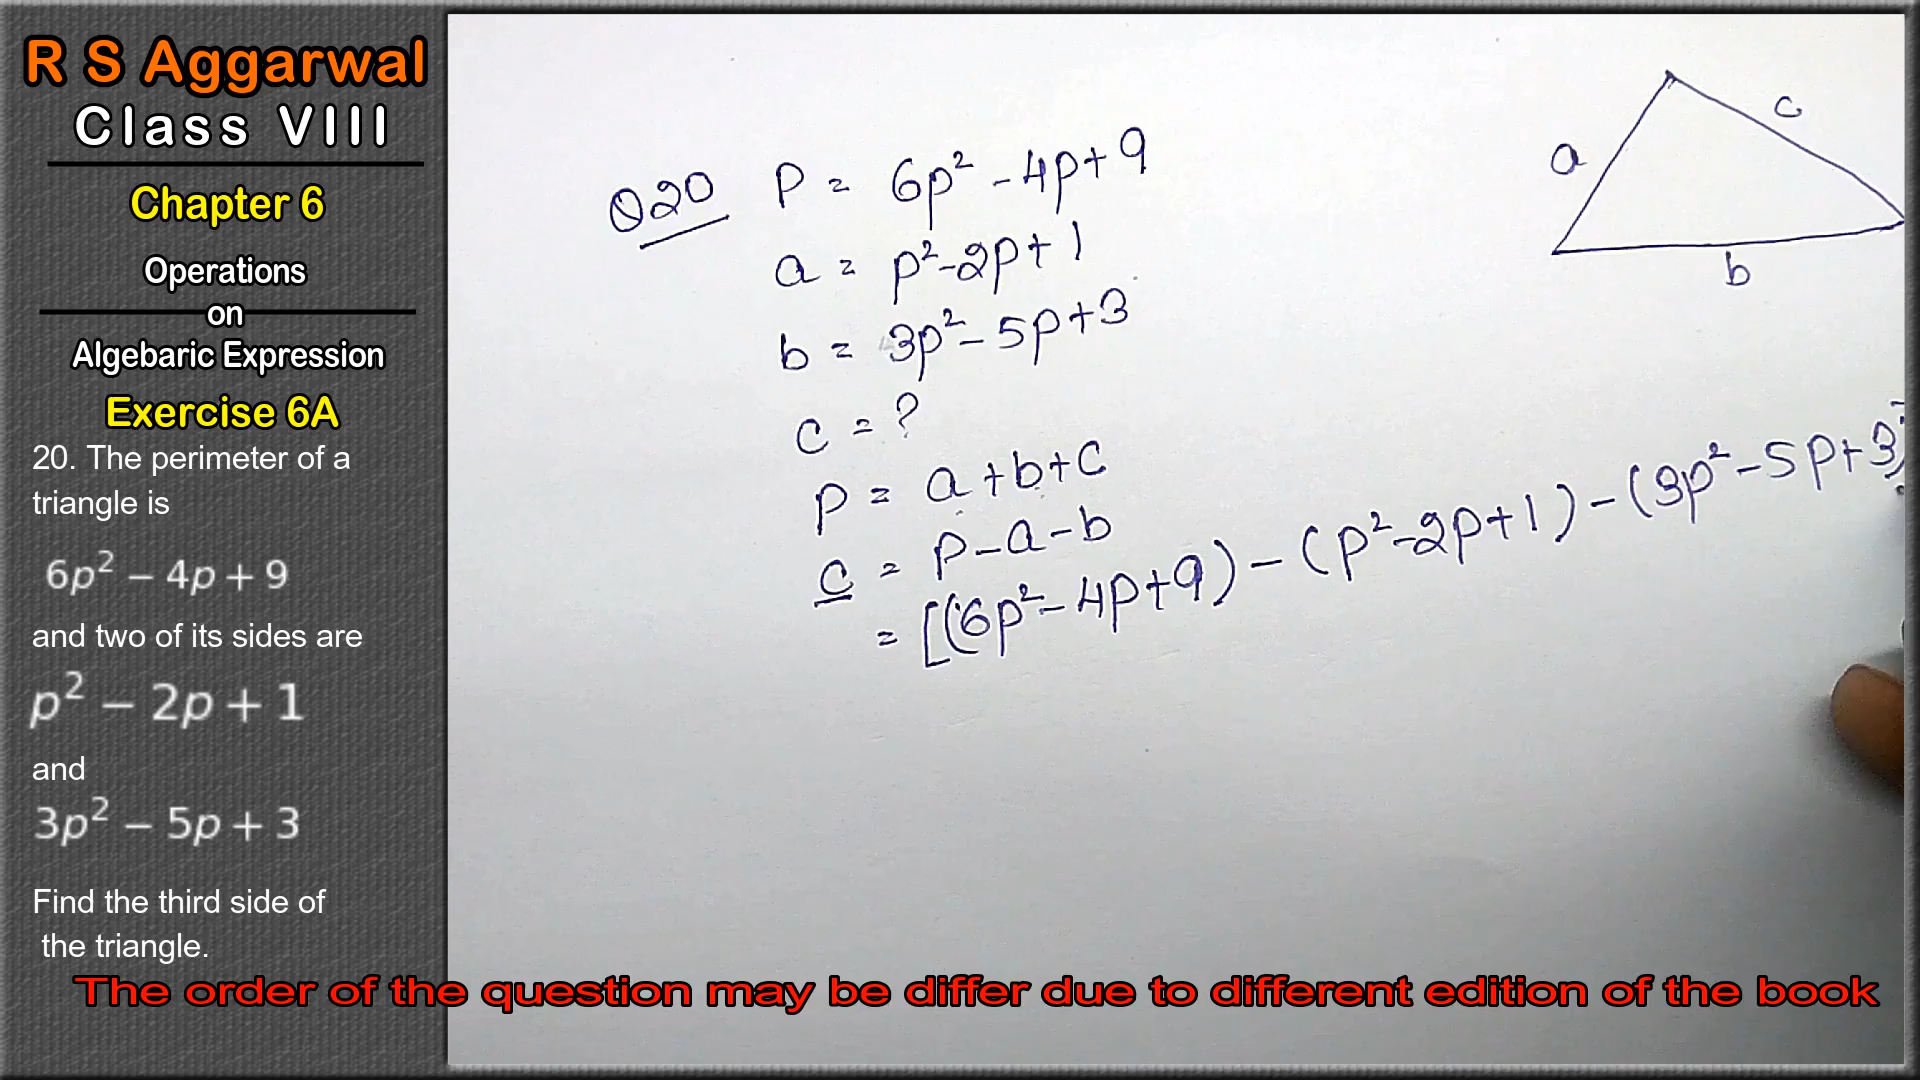 R S Aggarwal
Class VIII
Chapter 6
Operations
on
Algebaric Expression
Exercise 6A
20. The perimeter of a
triangle is
6p² − 4p + 9
and two of its sides are
p² − 2p + 1
and
3p² − 5p + 3
Find the third side of
the triangle.
Q20 P = 6p² - 4p + 9
a = p² - 2p + 1
b = 3p² - 5p + 3
c = ?
P = a + b + c
c = P - a - b
= [(6p² - 4p + 9) - (p² - 2p + 1) - (3p² - 5p + 3)]
a
c
b
The order of the question may be differ due to different edition of the book